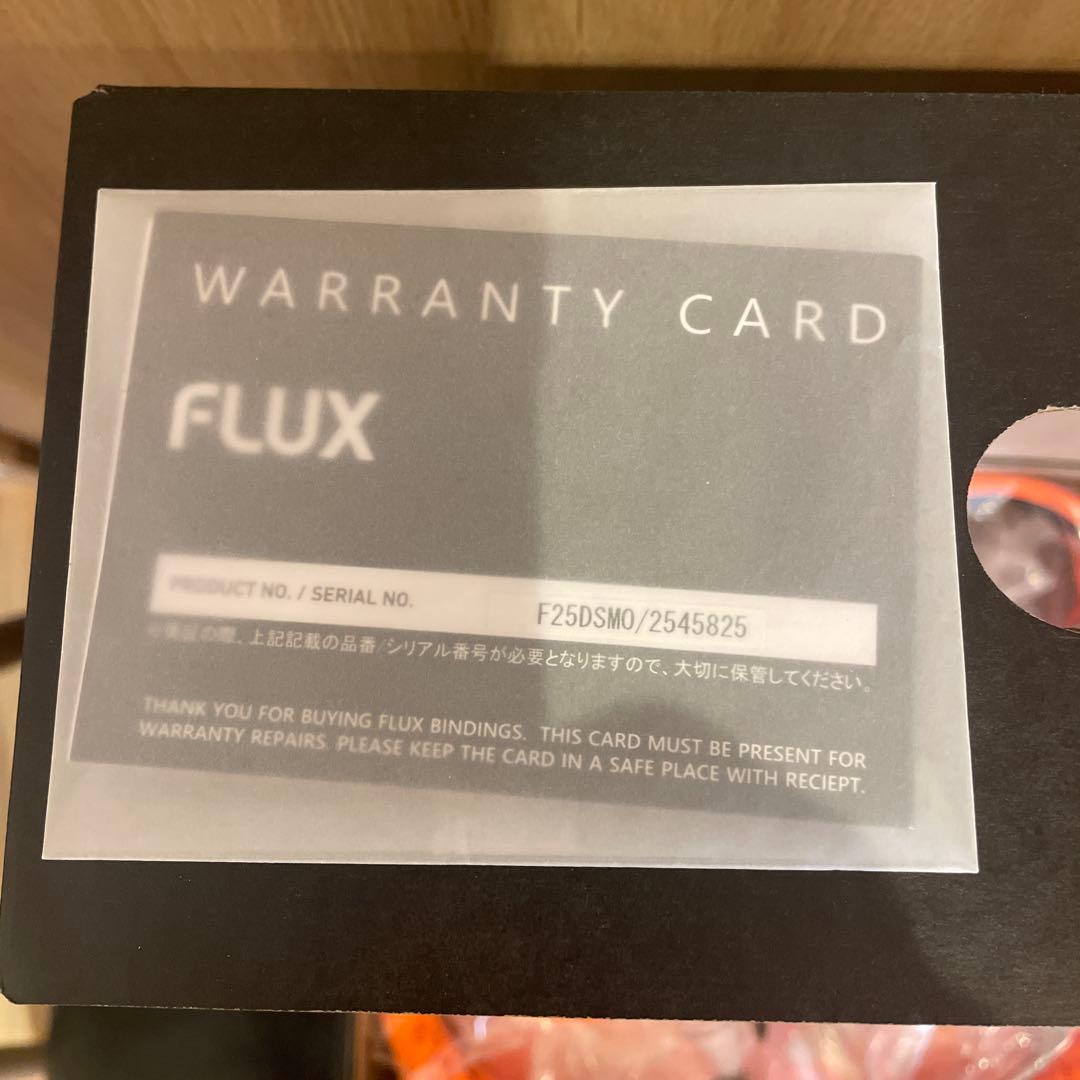 WARRANTY CARD
FLUX
PRODUCT NO. / SERIAL NO. F25DSMO/2545825
※保証の際、上記記載の品番/シリアル番号が必要となりますので、大切に保管してください。
THANK YOU FOR BUYING FLUX BINDINGS. THIS CARD MUST BE PRESENT FOR
WARRANTY REPAIRS. PLEASE KEEP THE CARD IN A SAFE PLACE WITH RECIEPT.